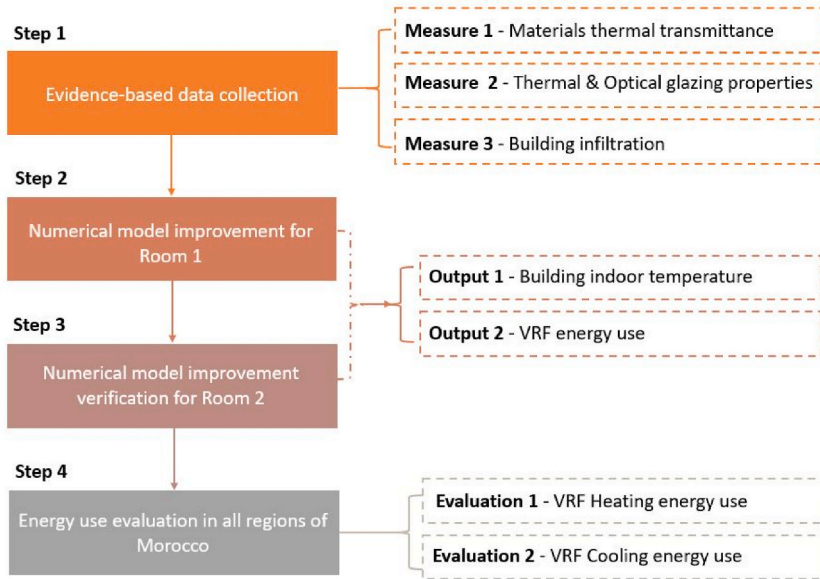 Step 1
Evidence-based data collection
Measure 1 - Materials thermal transmittance
Measure 2 - Thermal & Optical glazing properties
Measure 3 - Building infiltration
Step 2
Numerical model improvement for
Room 1
Output 1 - Building indoor temperature
Output 2 - VRF energy use
Step 3
Numerical model improvement
verification for Room 2
Step 4
Energy use evaluation in all regions of
Morocco
Evaluation 1 - VRF Heating energy use
Evaluation 2 - VRF Cooling energy use